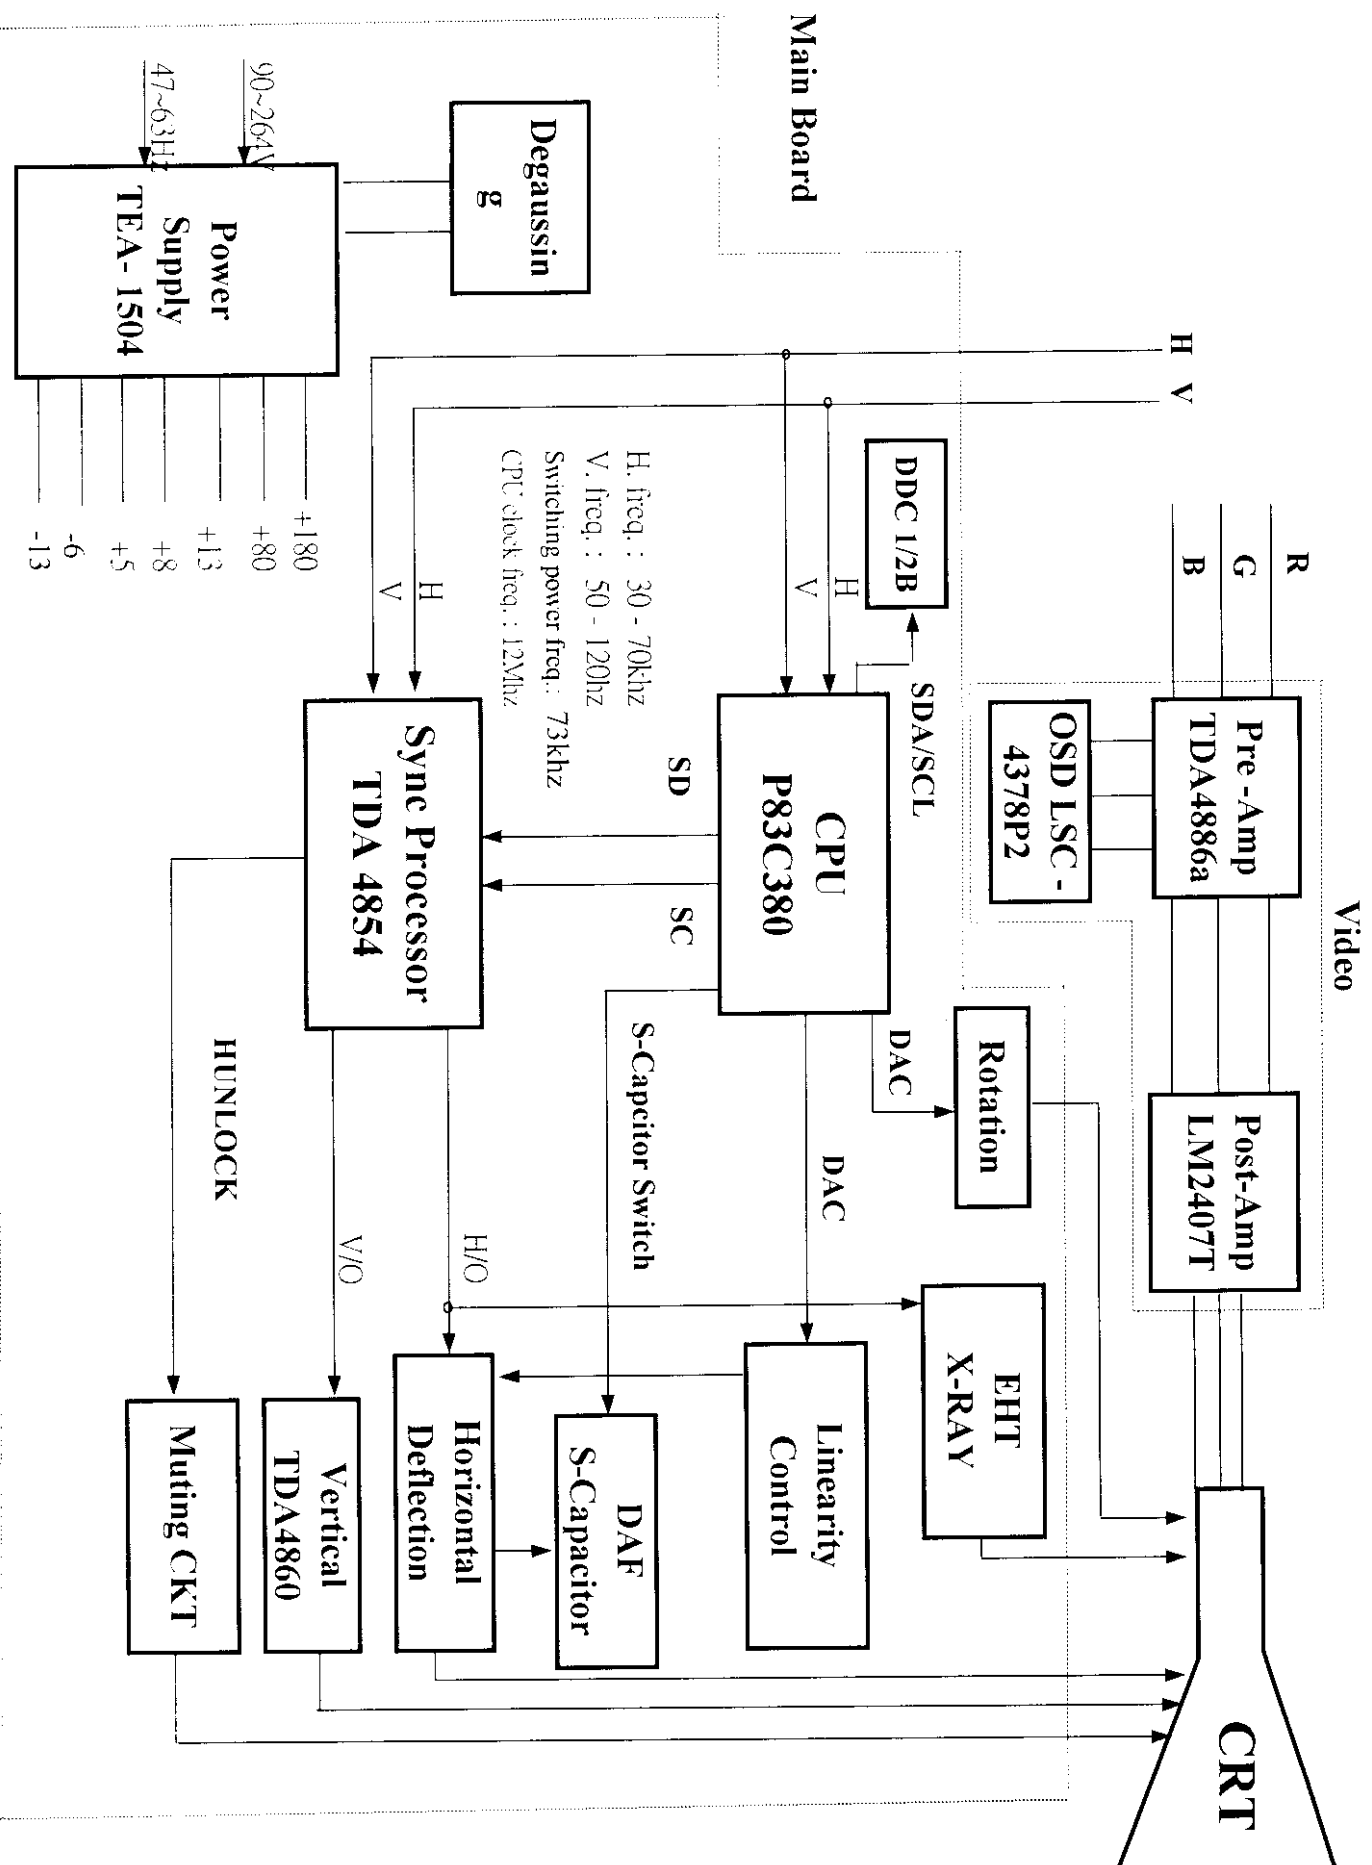 Video
R
G
B
Pre -Amp
TDA4886a
Post-Amp
LM2407T
CRT
OSD LSC -
4378P2
H
V
Main Board
DDC 1/2B
SDA/SCL
Rotation
DAC
EHT
X-RAY
H
V
CPU
P83C380
DAC
Linearity
Control
H. freq. : 30 - 70khz
V. freq. : 50 - 120hz
Switching power freq.: 73khz
CPU clock freq. : 12Mhz
SD
SC
S-Capcitor Switch
DAF
S-Capacitor
Degaussin
g
H
V
Sync Processor
TDA 4854
H/O
Horizontal
Deflection
V/O
Vertical
TDA4860
HUNLOCK
Muting CKT
90~264V
47~63Hz
Power
Supply
TEA- 1504
+180
+80
+13
+8
+5
-6
-13